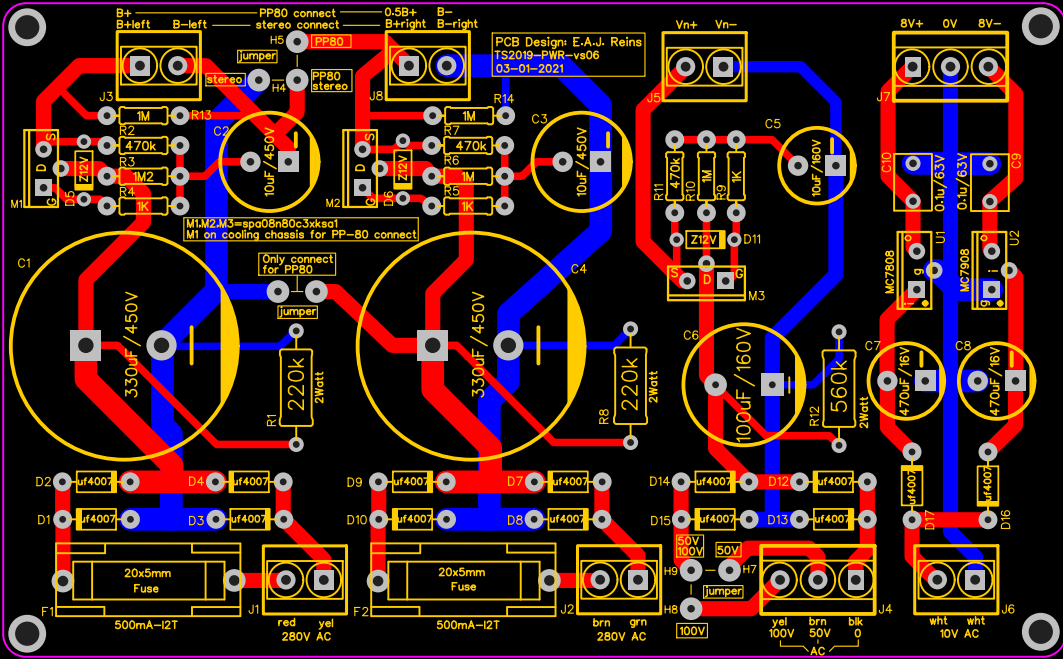 B+ PP80 connect 0.5B+ B-
B+left B-left stereo connect B+right B-right
Vn+ Vn-
8V+ 0V 8V-
H5 PP80
jumper
stereo H4 PP80
stereo
PCB Design: E.A.J. Reins
TS2019-PWR-vs06
03-01-2021
J3 J8 J5 J7
1M R13
R2
470k
R3
1M2
R4
1K
S
D
G
M1
Z12V
D5
C2
10uF/450V
R14
1M
R7
470k
R6
1M
R5
1K
S
D
G
M2
Z12V
D6
C3
10uF/450V
R11
470k
R10
1M
R9
1K
C5
10uF/160V
Z12V D11
S D G
M3
C10
0.1u/63V
C9
0.1u/63V
U1
MC7808
g
i
U2
MC7908
i
g
M1,M2,M3=spa08n80c3xksa1
M1 on cooling chassis for PP-80 connect
Only connect
for PP80
jumper
C1
330uF/450V
R1
220k
2Watt
C4
330uF/450V
R8
220k
2Watt
C6
100uF/160V
R12
560k
2Watt
C7
470uF/16V
C8
470uF/16V
D2 uf4007 D4 uf4007
D1 uf4007 D3 uf4007
D9 uf4007 D7 uf4007
D10 uf4007 D8 uf4007
D14 uf4007 D12 uf4007
D15 uf4007 D13 uf4007
uf4007 D17
uf4007 D16
20x5mm
Fuse
F1
500mA-I2T
J1
red yel
280V AC
20x5mm
Fuse
F2
500mA-I2T
J2
brn grn
280V AC
50V
100V
50V
H9 H7
jumper
H8
100V
J4
yel brn blk
100V 50V 0
AC
J6
wht wht
10V AC